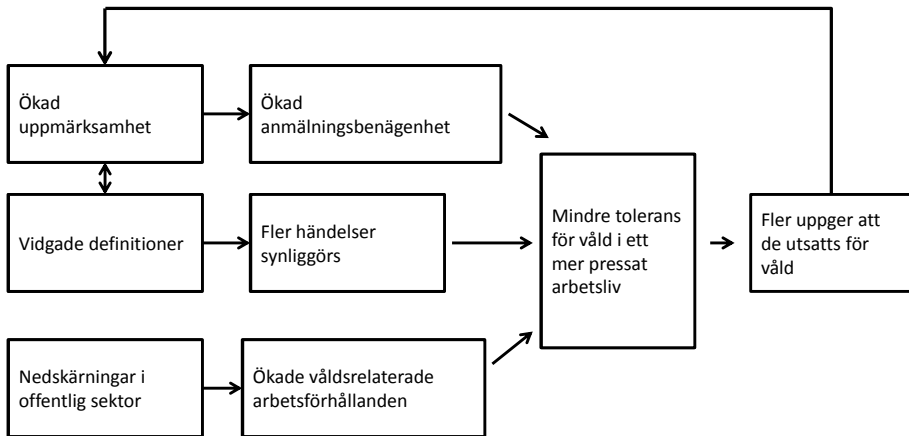 Ökad
uppmärksamhet
Ökad
anmälningsbenägenhet
Vidgade definitioner
Fler händelser
synliggörs
Mindre tolerans
för våld i ett
mer pressat
arbetsliv
Fler uppger att
de utsatts för
våld
Nedskärningar i
offentlig sektor
Ökade våldsrelaterade
arbetsförhållanden